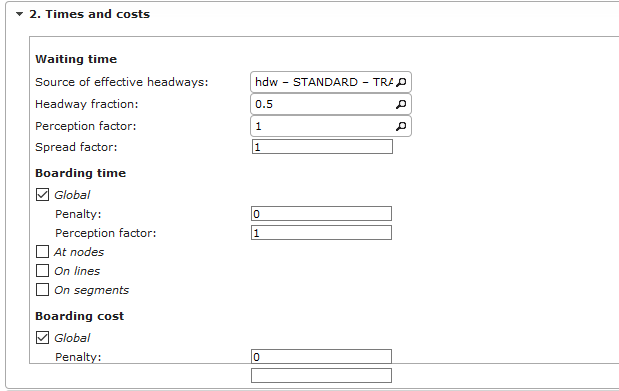 2. Times and costs
Waiting time
Source of effective headways: hdw – STANDARD – TRA
Headway fraction: 0.5
Perception factor: 1
Spread factor: 1
Boarding time
Global
Penalty: 0
Perception factor: 1
At nodes
On lines
On segments
Boarding cost
Global
Penalty: 0